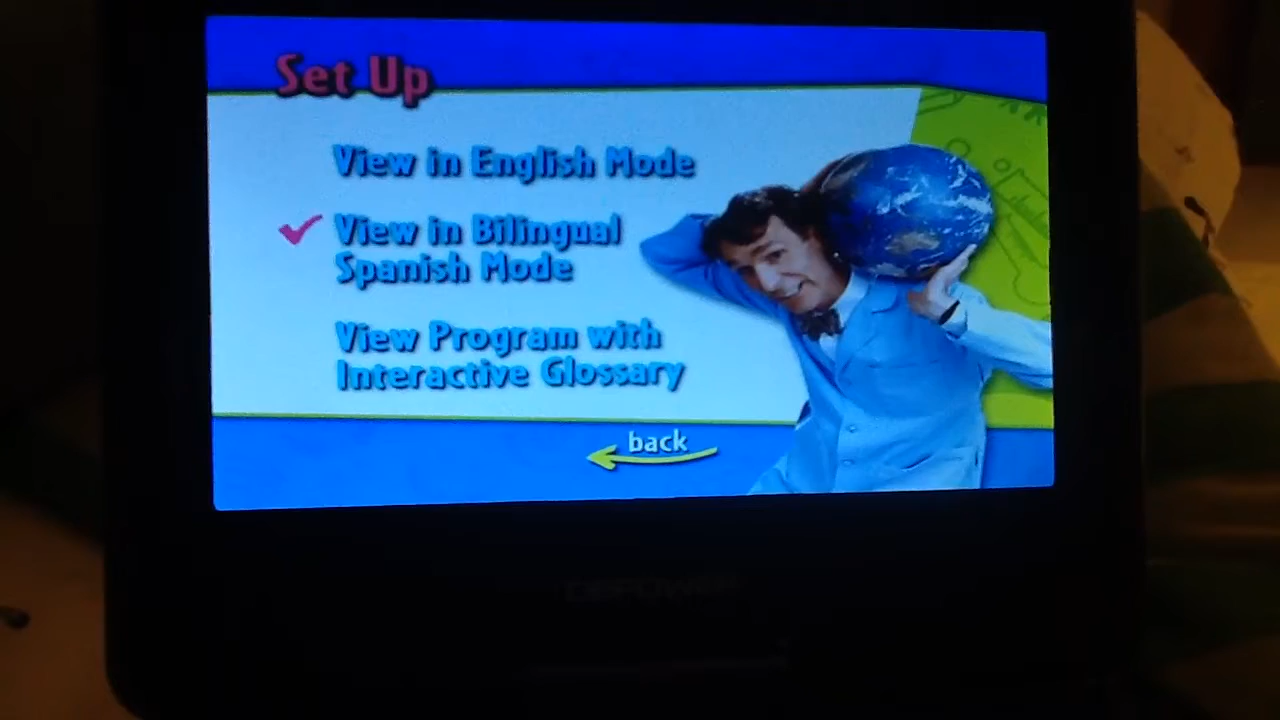 Set Up
View in English Mode
View in Bilingual
Spanish Mode
View Program with
Interactive Glossary
back